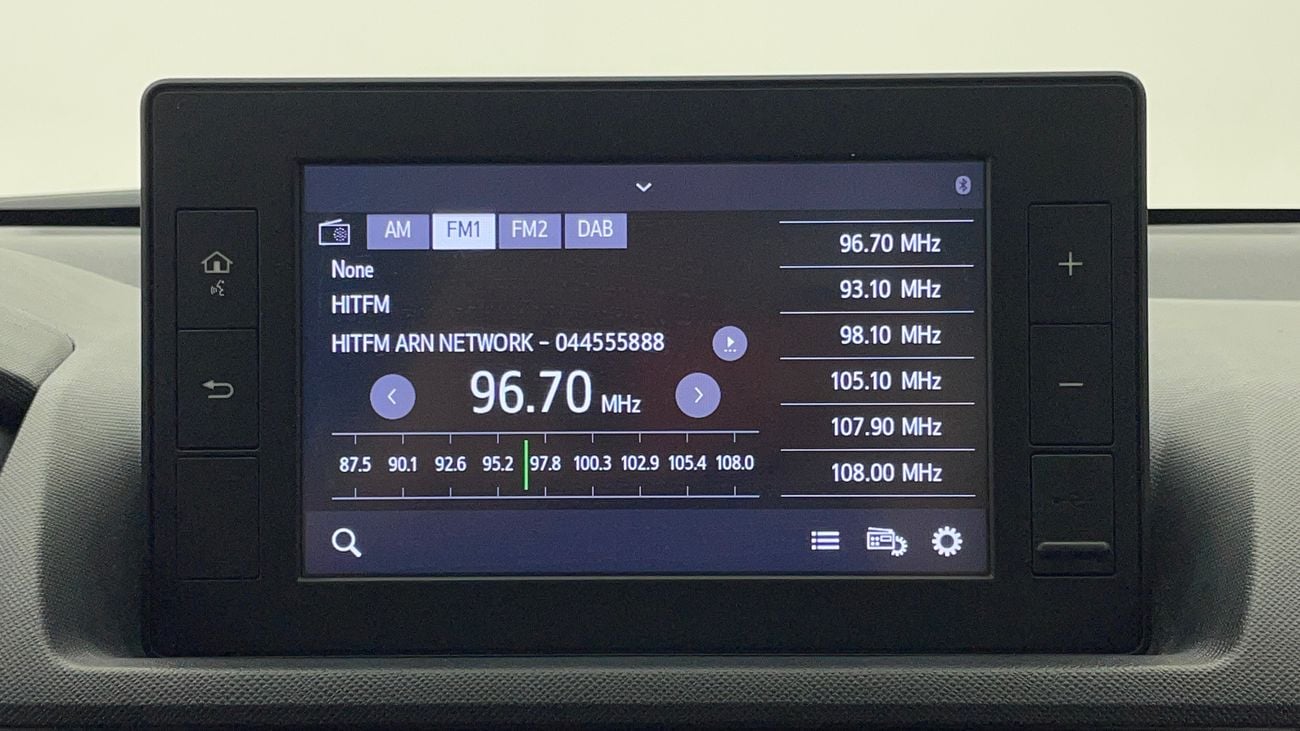 AM FM1 FM2 DAB
None
HITFM
HITFM ARN NETWORK - 044555888
96.70 MHz
87.5 90.1 92.6 95.2 97.8 100.3 102.9 105.4 108.0
96.70 MHz
93.10 MHz
98.10 MHz
105.10 MHz
107.90 MHz
108.00 MHz